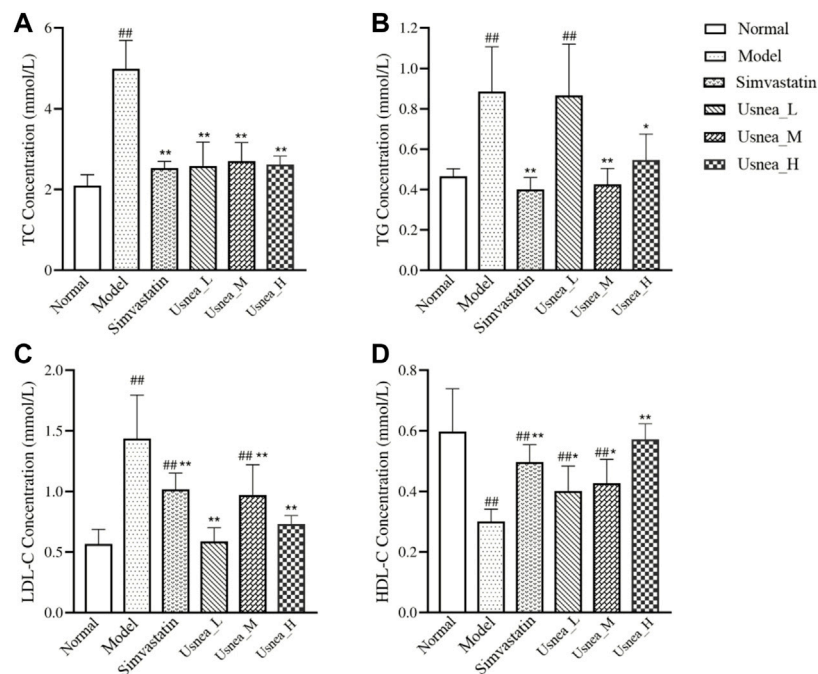 A
TC Concentration (mmol/L)
6
4
2
0
##
**
**
**
**
Normal
Model
Simvastatin
Usnea_L
Usnea_M
Usnea_H
B
TG Concentration (mmol/L)
1.2
1.0
0.8
0.6
0.4
0.2
0.0
##
**
##
**
*
Normal
Model
Simvastatin
Usnea_L
Usnea_M
Usnea_H
Normal
Model
Simvastatin
Usnea_L
Usnea_M
Usnea_H
C
LDL-C Concentration (mmol/L)
2.0
1.5
1.0
0.5
0.0
##
## **
**
## **
**
Normal
Model
Simvastatin
Usnea_L
Usnea_M
Usnea_H
D
HDL-C Concentration (mmol/L)
0.8
0.6
0.4
0.2
0.0
##
## **
##*
##*
**
Normal
Model
Simvastatin
Usnea_L
Usnea_M
Usnea_H